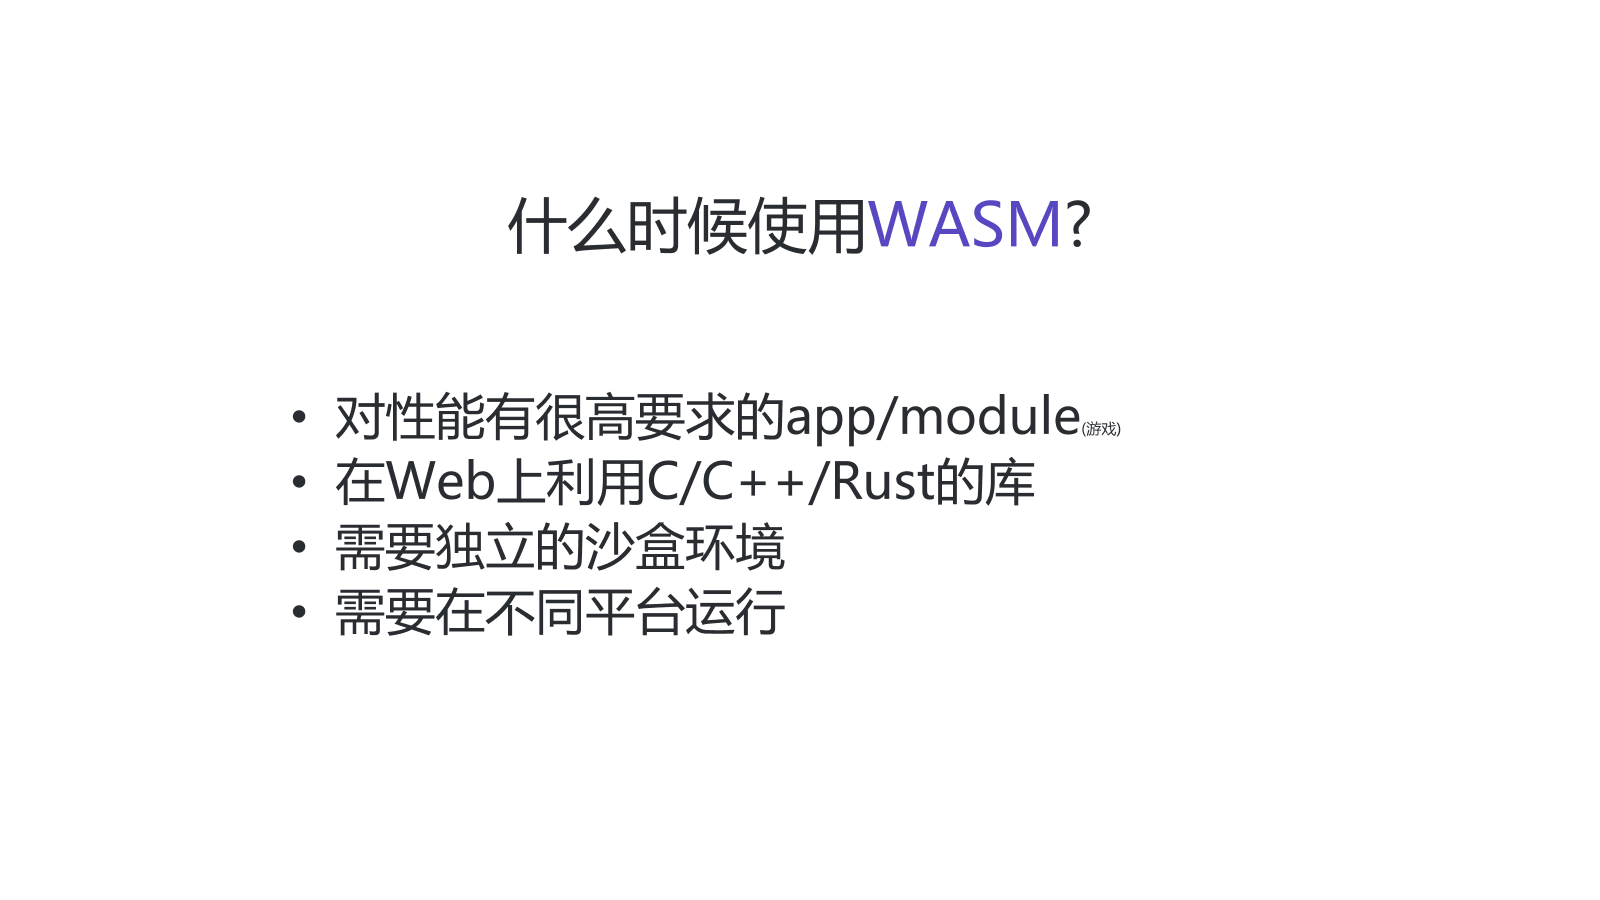 什么时候使用WASM?
• 对性能有很高要求的app/module(游戏)
• 在Web上利用C/C++/Rust的库
• 需要独立的沙盒环境
• 需要在不同平台运行